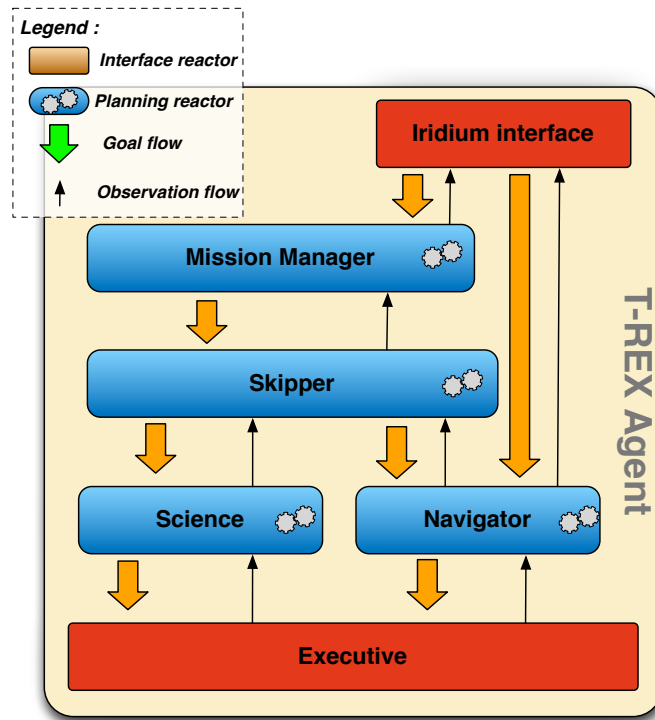 Legend :
Interface reactor
Planning reactor
Goal flow
Observation flow
Iridium interface
Mission Manager
Skipper
Science
Navigator
Executive
T-REX Agent